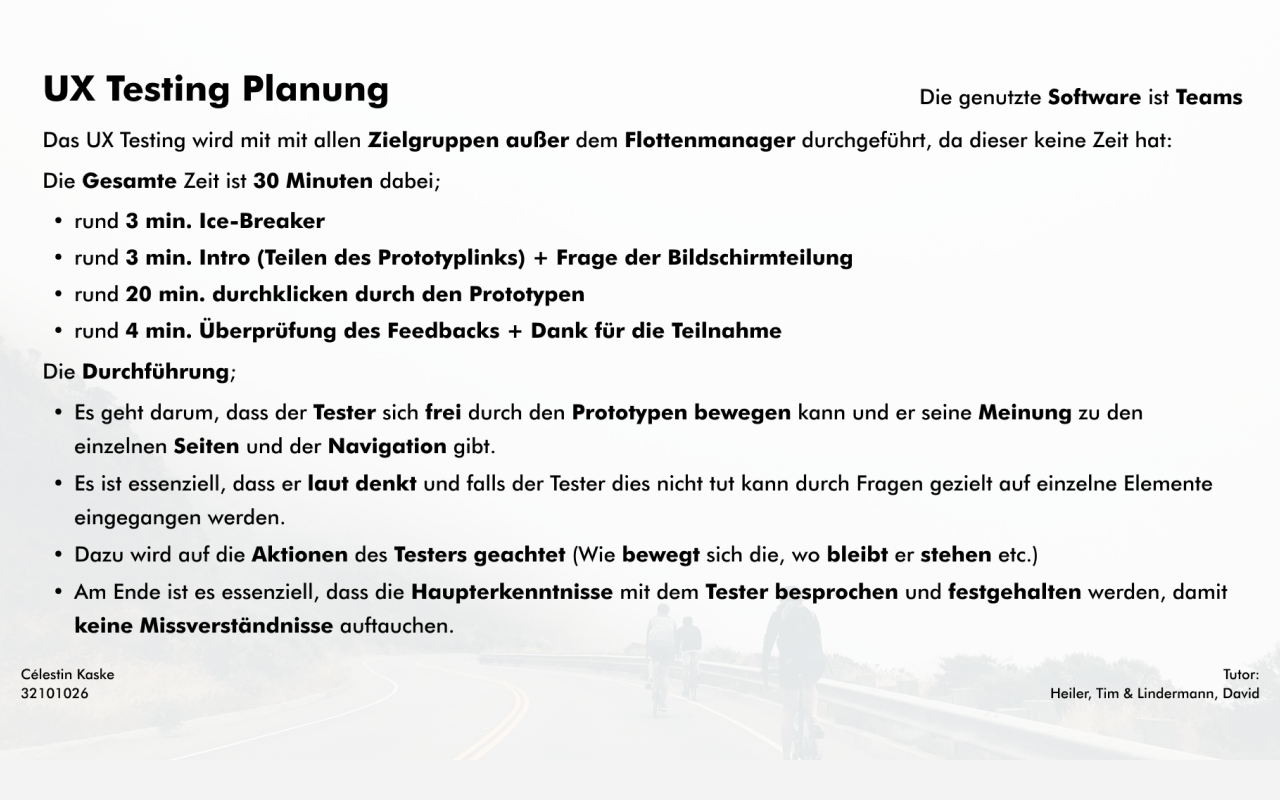 UX Testing Planung
Die genutzte Software ist Teams
Das UX Testing wird mit mit allen Zielgruppen außer dem Flottenmanager durchgeführt, da dieser keine Zeit hat:
Die Gesamte Zeit ist 30 Minuten dabei;
• rund 3 min. Ice-Breaker
• rund 3 min. Intro (Teilen des Prototyplinks) + Frage der Bildschirmteilung
• rund 20 min. durchklicken durch den Prototypen
• rund 4 min. Überprüfung des Feedbacks + Dank für die Teilnahme
Die Durchführung;
• Es geht darum, dass der Tester sich frei durch den Prototypen bewegen kann und er seine Meinung zu den
einzelnen Seiten und der Navigation gibt.
• Es ist essenziell, dass er laut denkt und falls der Tester dies nicht tut kann durch Fragen gezielt auf einzelne Elemente
eingegangen werden.
• Dazu wird auf die Aktionen des Testers geachtet (Wie bewegt sich die, wo bleibt er stehen etc.)
• Am Ende ist es essenziell, dass die Haupterkenntnisse mit dem Tester besprochen und festgehalten werden, damit
keine Missverständnisse auftauchen.
Célestin Kaske
32101026
Tutor:
Heiler, Tim & Lindermann, David